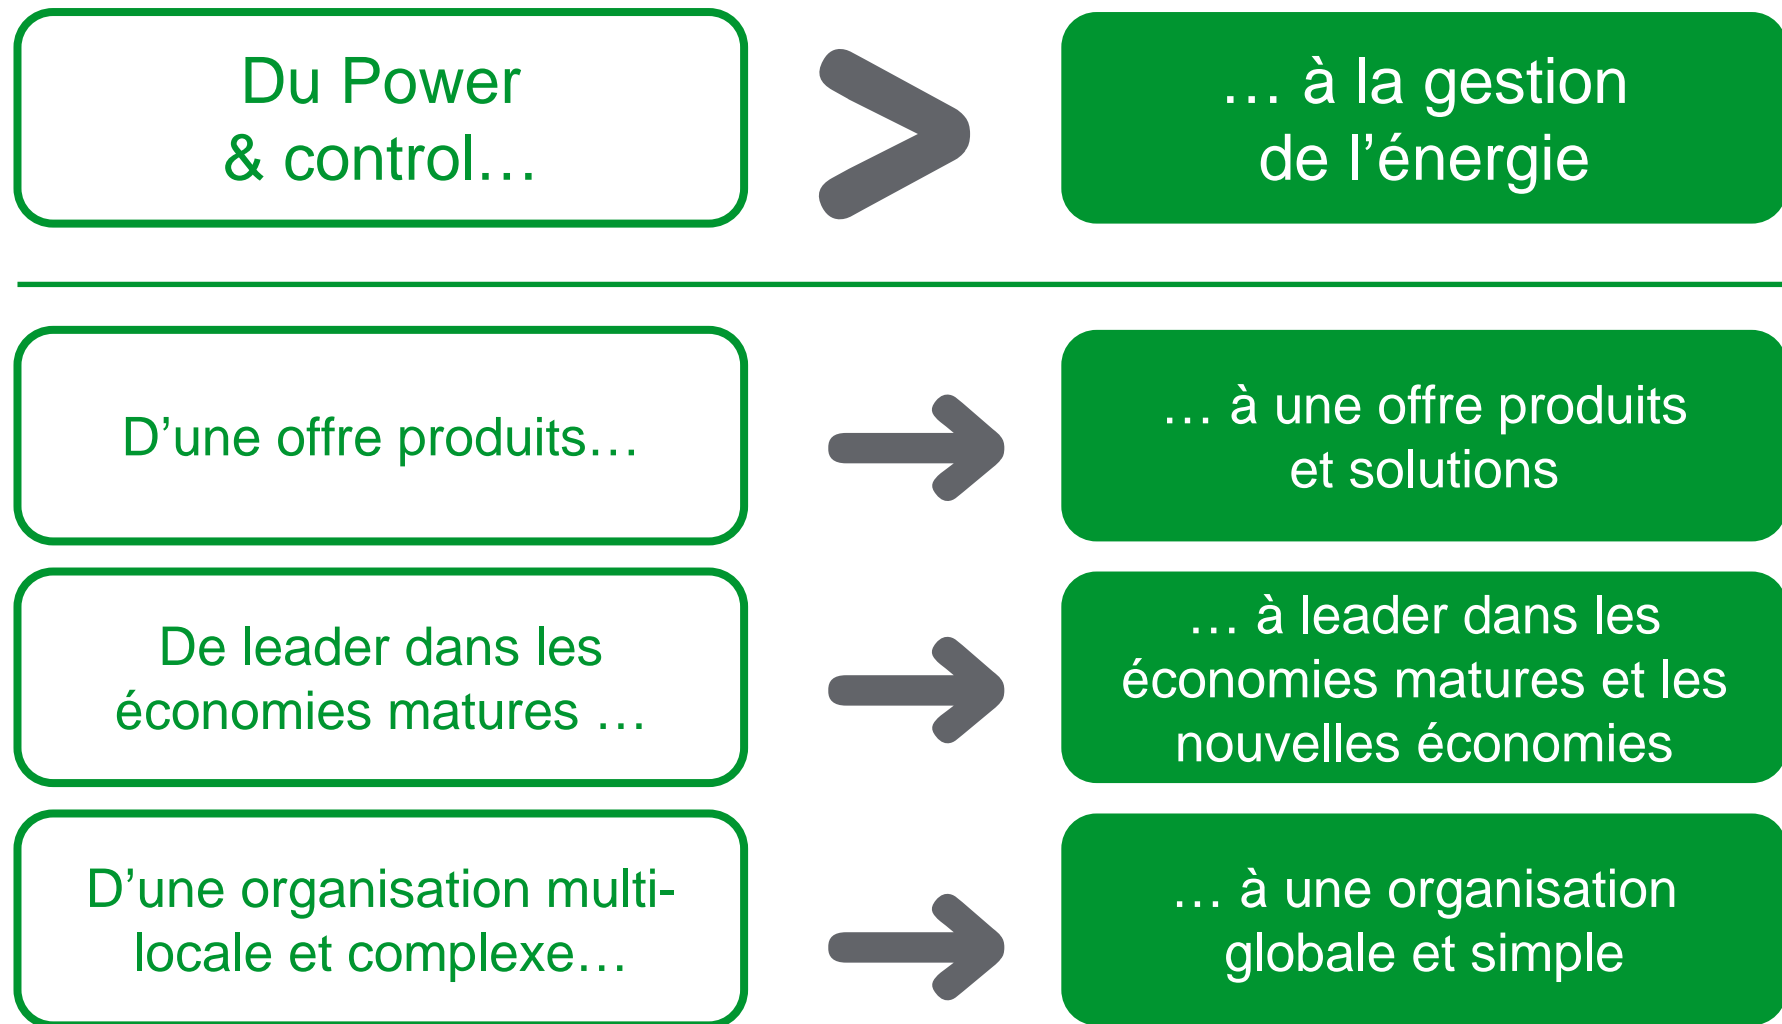 Du Power
& control…
… à la gestion
de l’énergie
D’une offre produits…
… à une offre produits
et solutions
De leader dans les
économies matures …
… à leader dans les
économies matures et les
nouvelles économies
D’une organisation multi-
locale et complexe…
… à une organisation
globale et simple